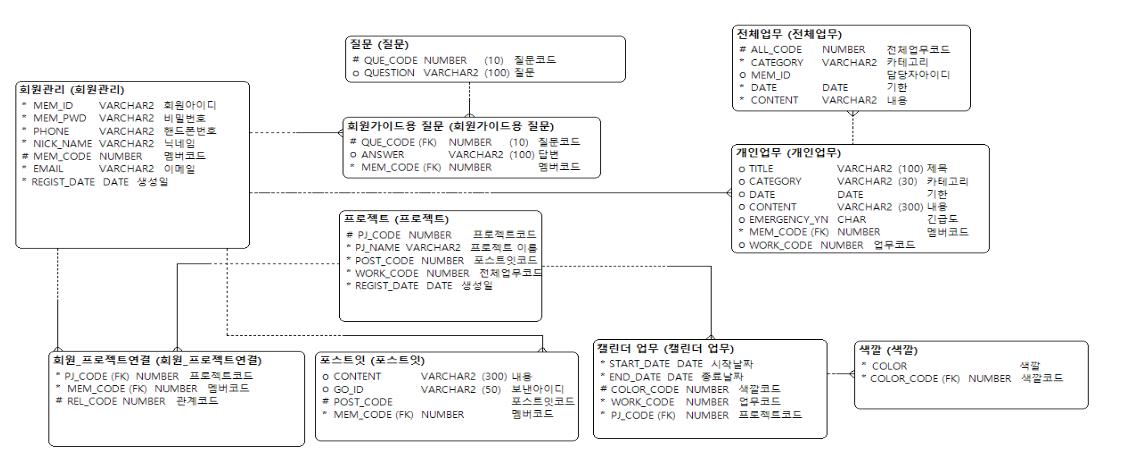 질문 (질문)
# QUE_CODE NUMBER (10) 질문코드
o QUESTION VARCHAR2 (100) 질문
전체업무 (전체업무)
# ALL_CODE NUMBER 전체업무코드
* CATEGORY VARCHAR2 카테고리
o MEM_ID 담당자아이디
* DATE DATE 기한
* CONTENT VARCHAR2 내용
회원관리 (회원관리)
* MEM_ID VARCHAR2 회원아이디
* MEM_PWD VARCHAR2 비밀번호
* PHONE VARCHAR2 핸드폰번호
* NICK_NAME VARCHAR2 닉네임
# MEM_CODE NUMBER 멤버코드
* EMAIL VARCHAR2 이메일
* REGIST_DATE DATE 생성일
회원가이드용 질문 (회원가이드용 질문)
# QUE_CODE (FK) NUMBER (10) 질문코드
o ANSWER VARCHAR2 (100) 답변
* MEM_CODE (FK) NUMBER 멤버코드
개인업무 (개인업무)
o TITLE VARCHAR2 (100) 제목
o CATEGORY VARCHAR2 (30) 카테고리
o DATE DATE 기한
o CONTENT VARCHAR2 (300) 내용
o EMERGENCY_YN CHAR 긴급도
* MEM_CODE (FK) NUMBER 멤버코드
o WORK_CODE NUMBER 업무코드
프로젝트 (프로젝트)
# PJ_CODE NUMBER 프로젝트코드
* PJ_NAME VARCHAR2 프로젝트 이름
* POST_CODE NUMBER 포스트잇코드
* WORK_CODE NUMBER 전체업무코드
* REGIST_DATE DATE 생성일
회원_프로젝트연결 (회원_프로젝트연결)
* PJ_CODE (FK) NUMBER 프로젝트코드
* MEM_CODE (FK) NUMBER 멤버코드
# REL_CODE NUMBER 관계코드
포스트잇 (포스트잇)
o CONTENT VARCHAR2 (300) 내용
o GO_ID VARCHAR2 (50) 보낸아이디
# POST_CODE 포스트잇코드
* MEM_CODE (FK) NUMBER 멤버코드
캘린더 업무 (캘린더 업무)
* START_DATE DATE 시작날짜
* END_DATE DATE 종료날짜
# COLOR_CODE NUMBER 색깔코드
* WORK_CODE NUMBER 업무코드
* PJ_CODE (FK) NUMBER 프로젝트코드
색깔 (색깔)
* COLOR 색깔
* COLOR_CODE (FK) NUMBER 색깔코드